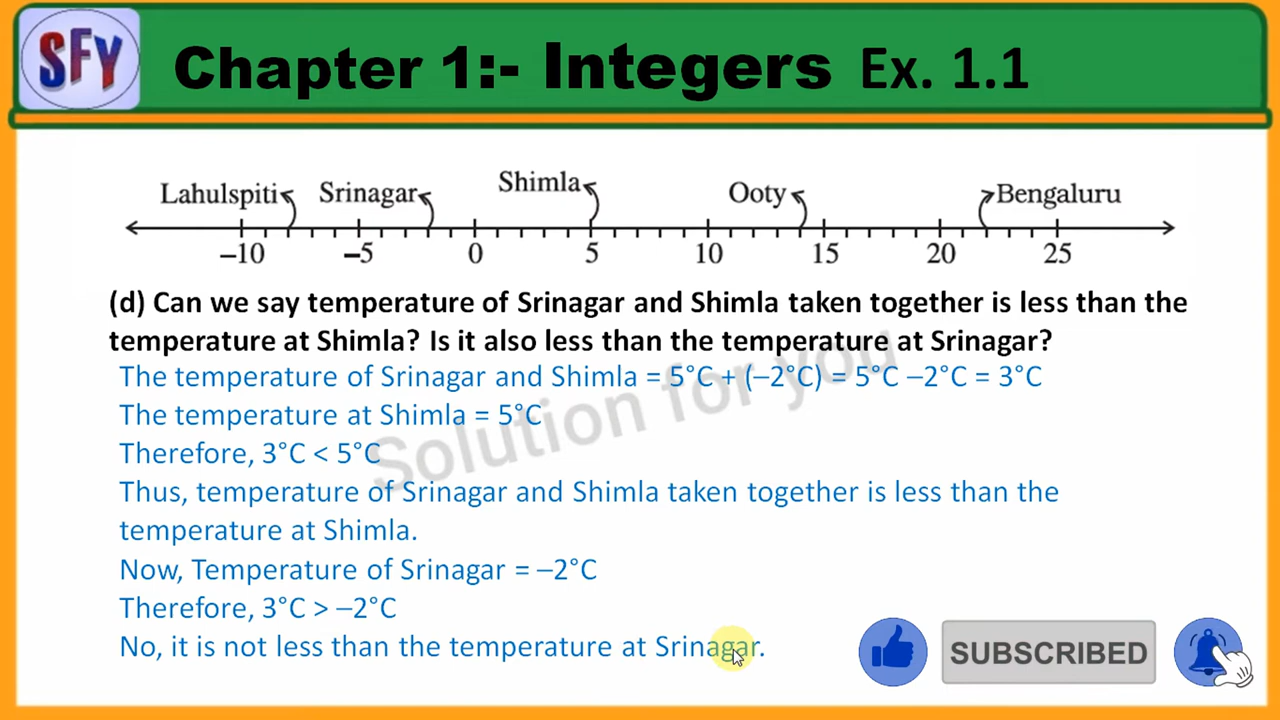 SFY
Chapter 1:- Integers Ex. 1.1
Lahulspiti Srinagar Shimla Ooty Bengaluru
–10 –5 0 5 10 15 20 25
(d) Can we say temperature of Srinagar and Shimla taken together is less than the
temperature at Shimla? Is it also less than the temperature at Srinagar?
The temperature of Srinagar and Shimla = 5°C + (–2°C) = 5°C –2°C = 3°C
The temperature at Shimla = 5°C
Therefore, 3°C < 5°C
Thus, temperature of Srinagar and Shimla taken together is less than the
temperature at Shimla.
Now, Temperature of Srinagar = –2°C
Therefore, 3°C > –2°C
No, it is not less than the temperature at Srinagar.
Solution for you
SUBSCRIBED